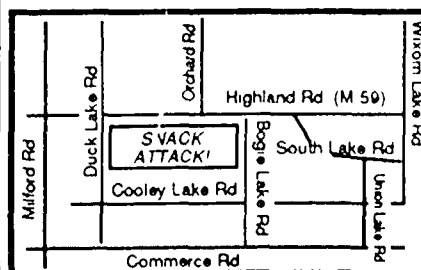 Milford Rd
Duck Lake Rd
Orchard Rd
Highland Rd (M 59)
Wixom Lake Rd
SNACK
ATTACK!
Bogie Lake Rd
South Lake Rd
Cooley Lake Rd
Union Lake Rd
Commerce Rd